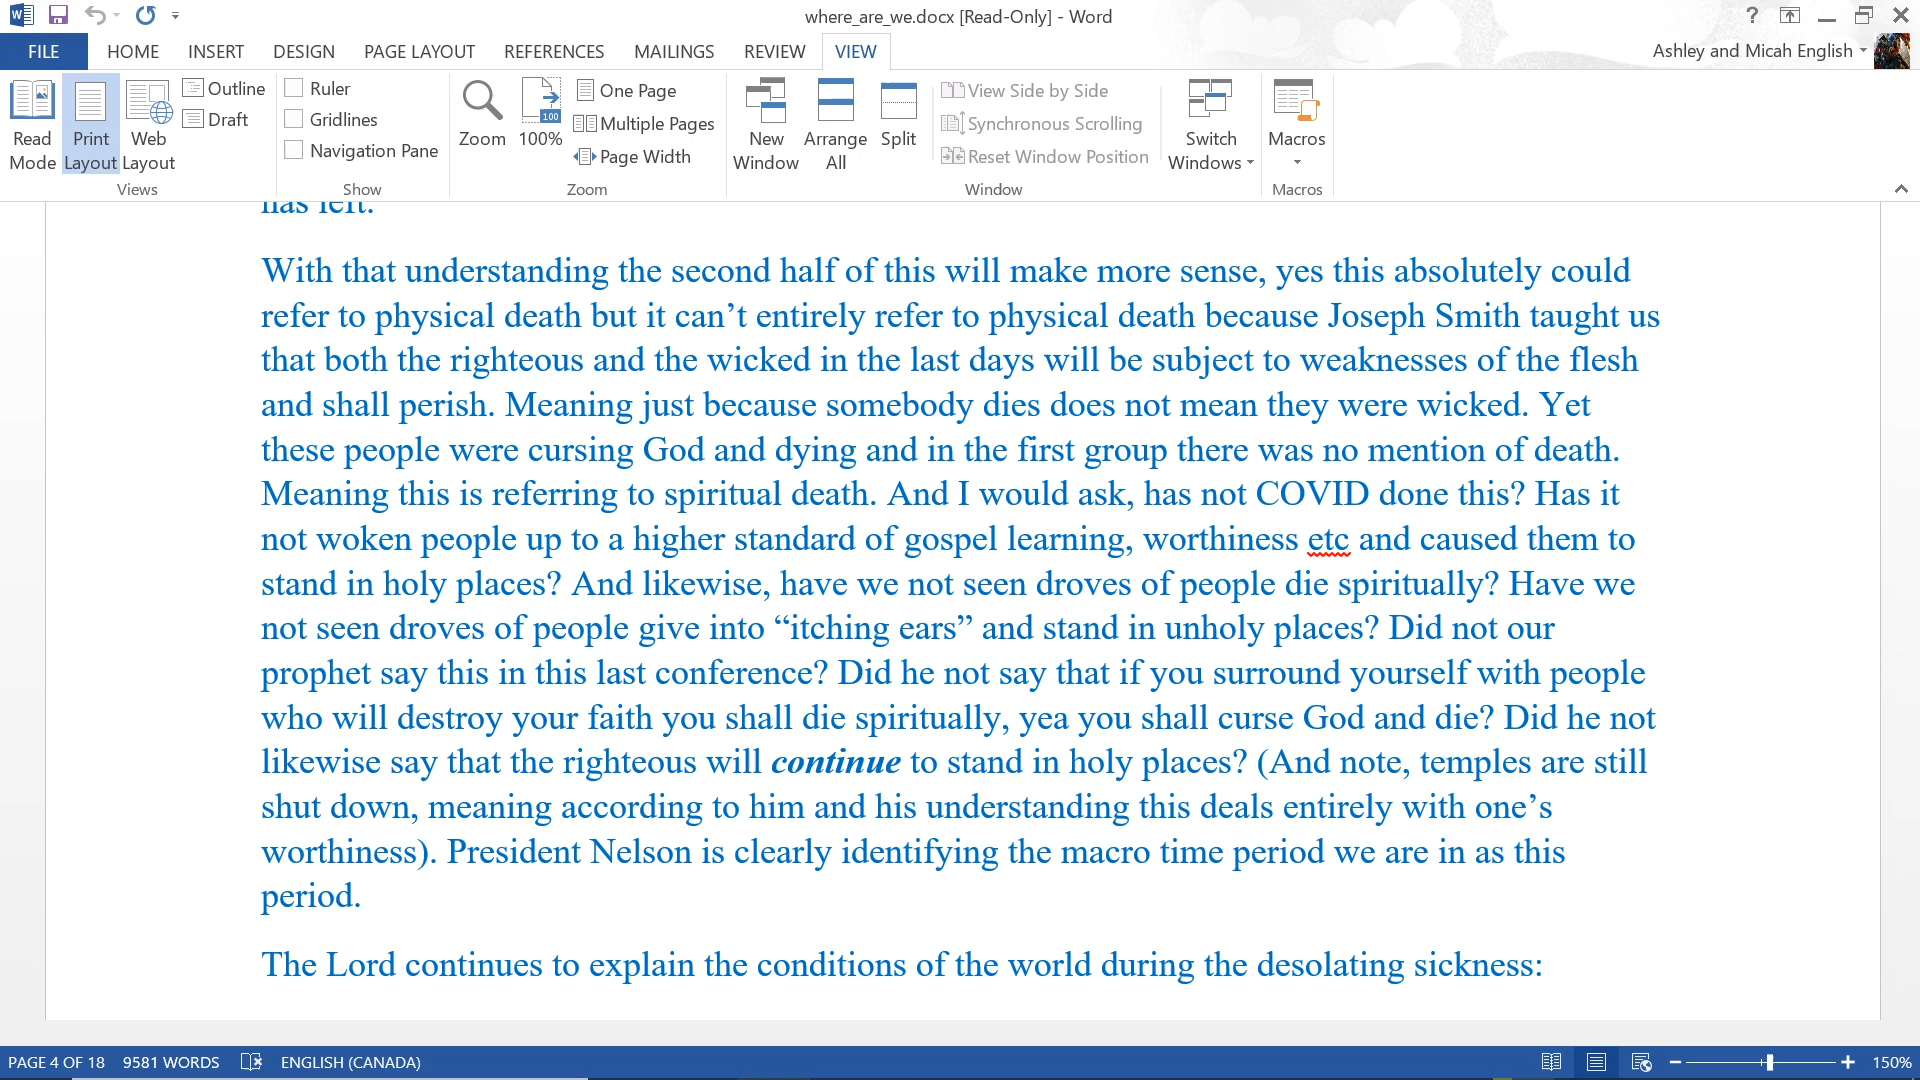 where_are_we.docx [Read-Only] - Word
?
FILE HOME INSERT DESIGN PAGE LAYOUT REFERENCES MAILINGS REVIEW VIEW
Ashley and Micah English
Read Mode
Print Layout
Web Layout
Outline
Draft
Views
Ruler
Gridlines
Navigation Pane
Show
Zoom
100
100%
One Page
Multiple Pages
Page Width
Zoom
New Window
Arrange All
Split
View Side by Side
Synchronous Scrolling
Reset Window Position
Window
Switch Windows
Macros
Macros
has left.
With that understanding the second half of this will make more sense, yes this absolutely could
refer to physical death but it can’t entirely refer to physical death because Joseph Smith taught us
that both the righteous and the wicked in the last days will be subject to weaknesses of the flesh
and shall perish. Meaning just because somebody dies does not mean they were wicked. Yet
these people were cursing God and dying and in the first group there was no mention of death.
Meaning this is referring to spiritual death. And I would ask, has not COVID done this? Has it
not woken people up to a higher standard of gospel learning, worthiness etc and caused them to
stand in holy places? And likewise, have we not seen droves of people die spiritually? Have we
not seen droves of people give into “itching ears” and stand in unholy places? Did not our
prophet say this in this last conference? Did he not say that if you surround yourself with people
who will destroy your faith you shall die spiritually, yea you shall curse God and die? Did he not
likewise say that the righteous will continue to stand in holy places? (And note, temples are still
shut down, meaning according to him and his understanding this deals entirely with one’s
worthiness). President Nelson is clearly identifying the macro time period we are in as this
period.
The Lord continues to explain the conditions of the world during the desolating sickness:
PAGE 4 OF 18 9581 WORDS ENGLISH (CANADA)
150%